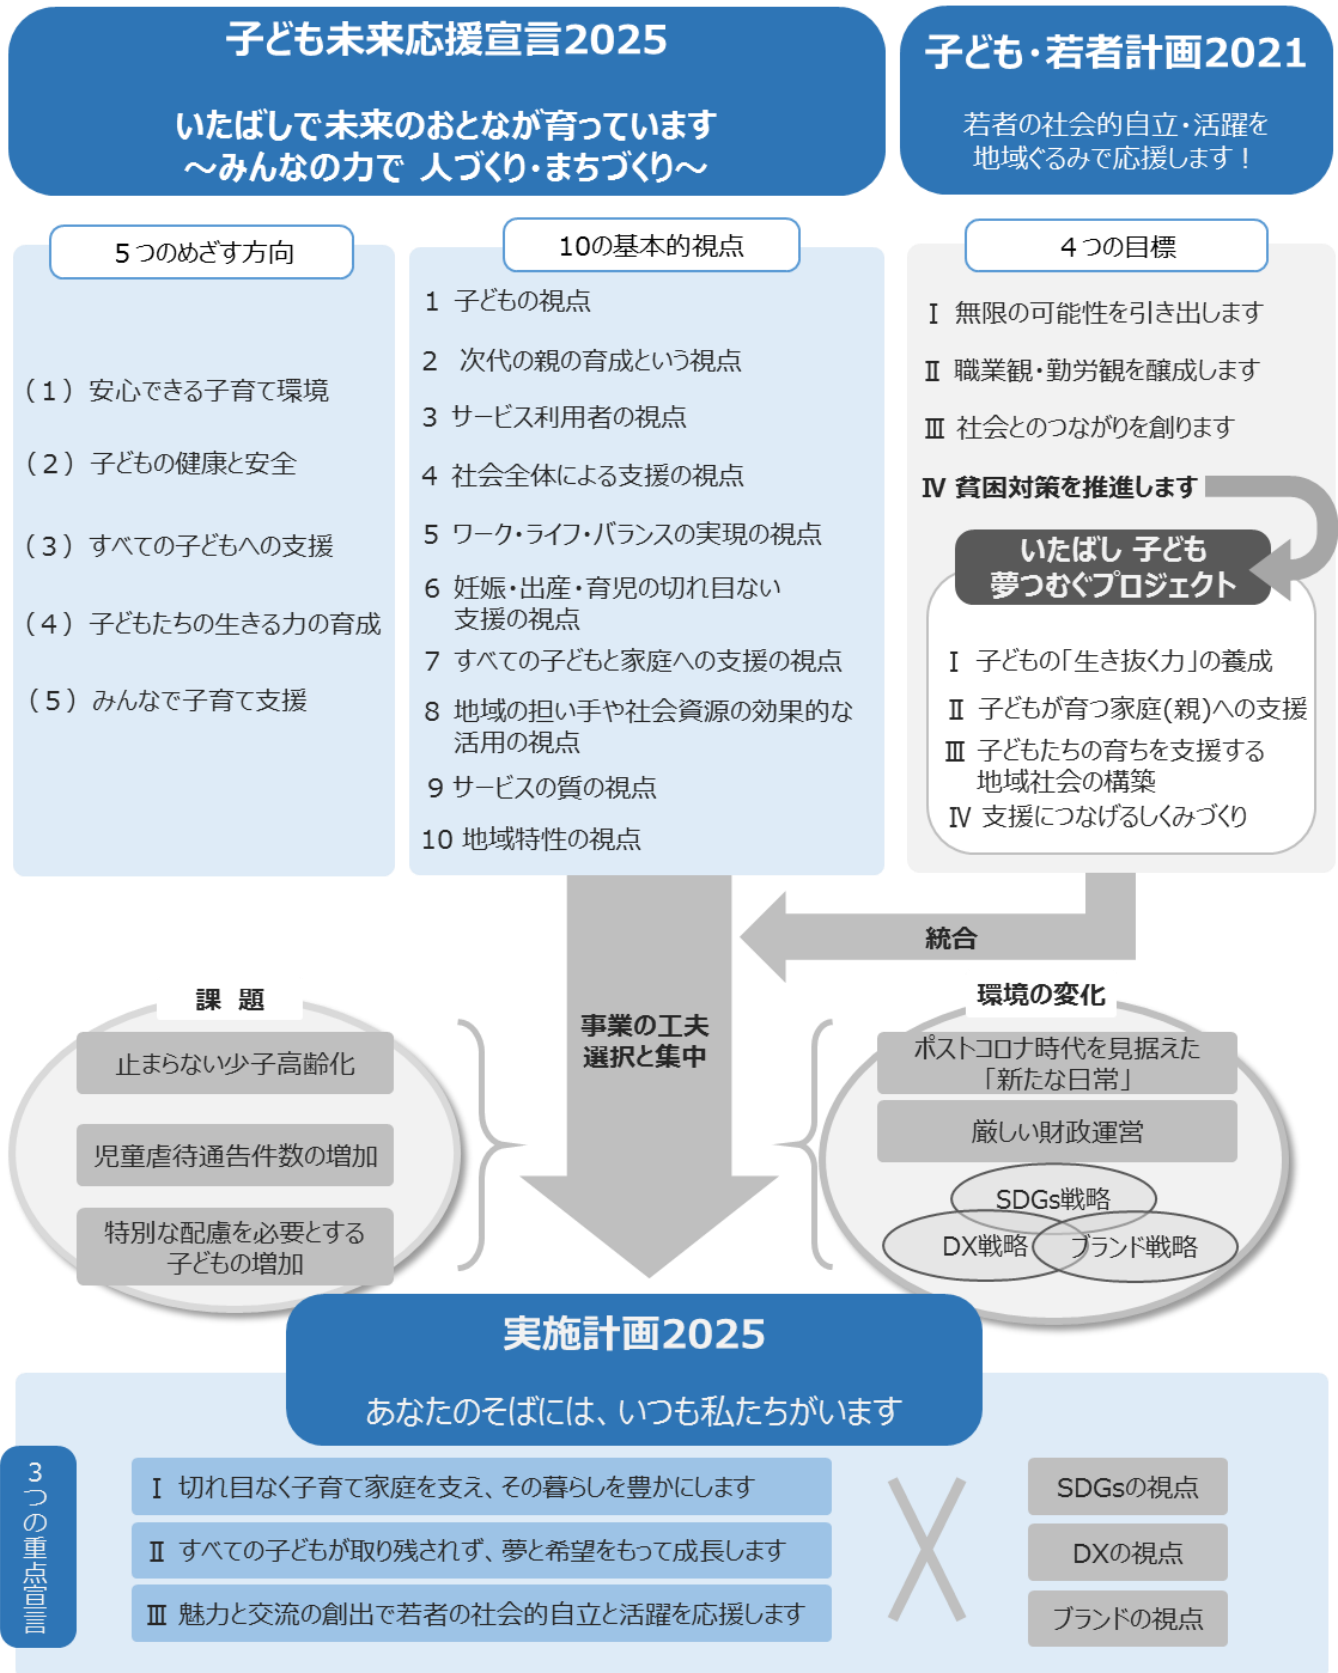 子ども未来応援宣言2025
いたばしで未来のおとなが育っています
～みんなの力で 人づくり・まちづくり～
子ども・若者計画2021
若者の社会的自立・活躍を
地域ぐるみで応援します！
５つのめざす方向
（１）安心できる子育て環境
（２）子どもの健康と安全
（３）すべての子どもへの支援
（４）子どもたちの生きる力の育成
（５）みんなで子育て支援
10の基本的視点
1 子どもの視点
2 次代の親の育成という視点
3 サービス利用者の視点
4 社会全体による支援の視点
5 ワーク・ライフ・バランスの実現の視点
6 妊娠・出産・育児の切れ目ない
支援の視点
7 すべての子どもと家庭への支援の視点
8 地域の担い手や社会資源の効果的な
活用の視点
9 サービスの質の視点
10 地域特性の視点
４つの目標
Ⅰ 無限の可能性を引き出します
Ⅱ 職業観・勤労観を醸成します
Ⅲ 社会とのつながりを創ります
Ⅳ 貧困対策を推進します
いたばし 子ども
夢つむぐプロジェクト
Ⅰ 子どもの「生き抜く力」の養成
Ⅱ 子どもが育つ家庭(親)への支援
Ⅲ 子どもたちの育ちを支援する
地域社会の構築
Ⅳ 支援につなげるしくみづくり
統合
課 題
止まらない少子高齢化
児童虐待通告件数の増加
特別な配慮を必要とする
子どもの増加
事業の工夫
選択と集中
環境の変化
ポストコロナ時代を見据えた
「新たな日常」
厳しい財政運営
SDGs戦略
DX戦略
ブランド戦略
実施計画2025
あなたのそばには、いつも私たちがいます
3つの重点宣言
Ⅰ 切れ目なく子育て家庭を支え、その暮らしを豊かにします
Ⅱ すべての子どもが取り残されず、夢と希望をもって成長します
Ⅲ 魅力と交流の創出で若者の社会的自立と活躍を応援します
SDGsの視点
DXの視点
ブランドの視点